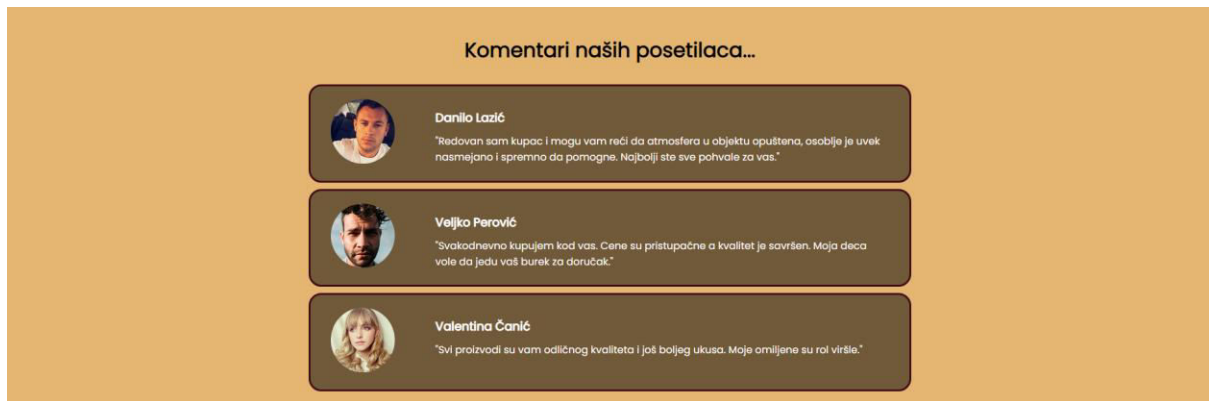 Komentari naših posetilaca...
Danilo Lazić
"Redovan sam kupac i mogu vam reći da atmosfera u objektu opuštena, osoblje je uvek
nasmejano i spremno da pomogne. Najbolji ste sve pohvale za vas."
Veljko Perović
"Svakodnevno kupujem kod vas. Cene su pristupačne a kvalitet je savršen. Moja deca
vole da jedu vaš burek za doručak."
Valentina Čanić
"Svi proizvodi su vam odličnog kvaliteta i još boljeg ukusa. Moje omiljene su rol viršle."